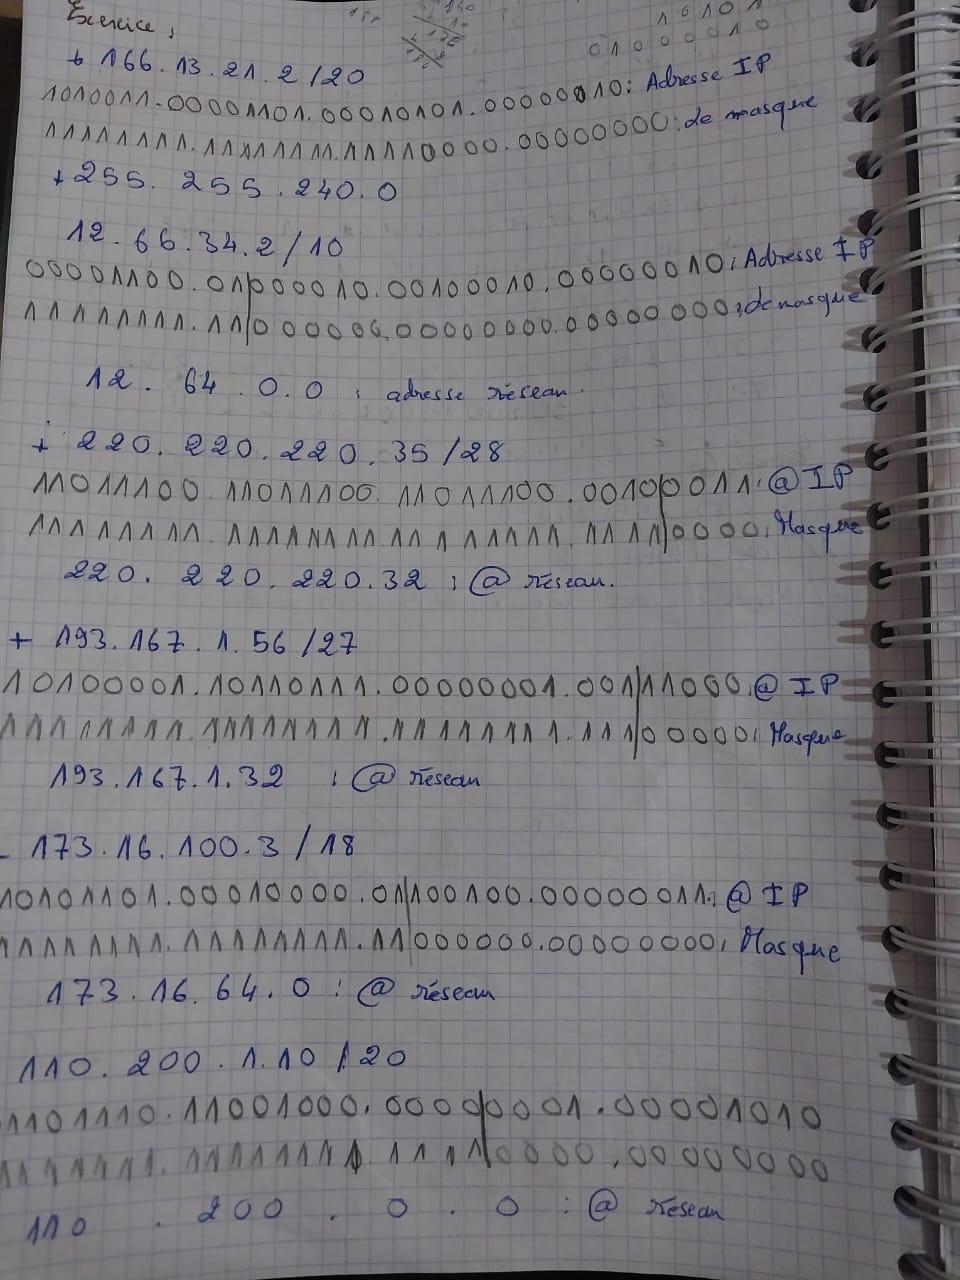 Exercice,
+ 166.13.21.2/20
1010011-00001101.00010101.00000010: Adresse IP
11111111.11111111.11110000.00000000: de masque
+ 255.255.240.0
12.66.34.2/10
00001100.01000010.00100010.00000010; Adresse IP
11111111.11000000.00000000.00000000; de masque
12.64.0.0 : adresse réseau.
+ 220.220.220.35/28
11011100.11011100.11011100.00100011: @ IP
11111111.11111111.11111111.11110000. Masque
220.220.220.32 ; @ réseau.
+ 193.167.1.56/27
10100001.10110111.00000001.00111000. @ IP
11111111.11111111.11111111.11100000: Masque
193.167.1.32 : @ réseau
- 173.16.100.3/18
10101101.00010000.01100100.00000011: @ IP
11111111.11111111.11000000.00000000, Masque
173.16.64.0 : @ réseau
110.200.1.10/20
1101110.11001000.00000001.00001010
1111111.11111111 11110000.00000000
110.200.0.0 : @ réseau